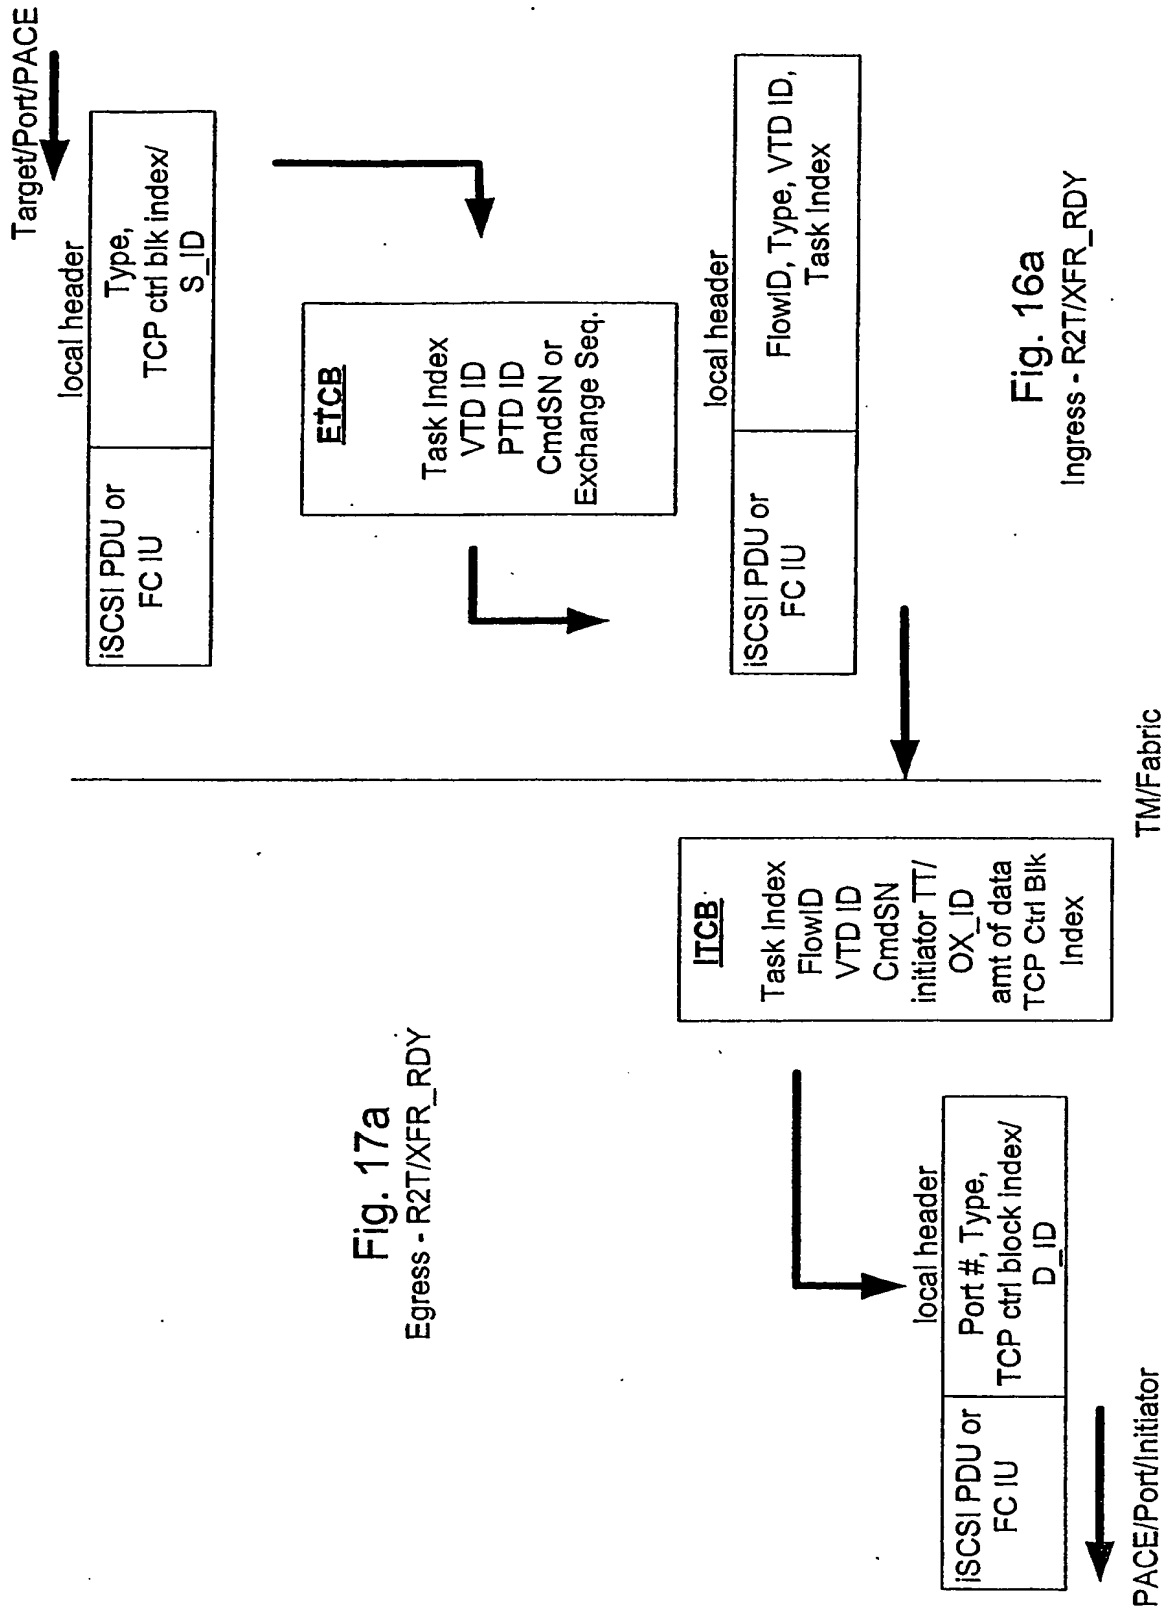 Target/Port/PACE
local header
iSCSI PDU or
FC IU
Type,
TCP ctrl blk index/
S_ID
ETCB
Task Index
VTD ID
PTD ID
CmdSN or
Exchange Seq.
local header
iSCSI PDU or
FC IU
FlowID, Type, VTD ID,
Task Index
Fig. 16a
Ingress - R2T/XFR_RDY
TM/Fabric
Fig. 17a
Egress - R2T/XFR_RDY
ITCB
Task Index
FlowID
VTD ID
CmdSN
initiator TT/
OX_ID
amt of data
TCP Ctrl Blk
Index
local header
iSCSI PDU or
FC IU
Port #, Type,
TCP ctrl block index/
D_ID
PACE/Port/Initiator